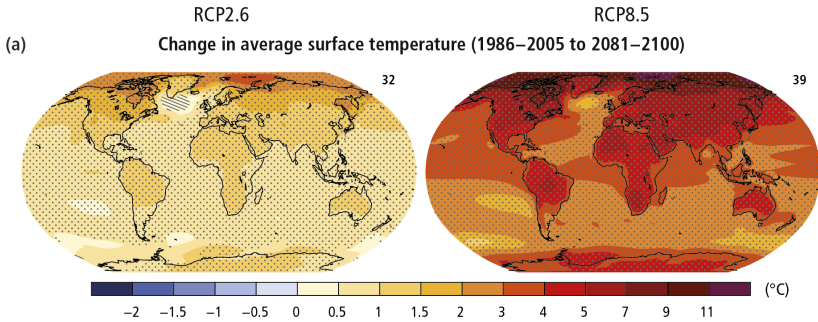 RCP2.6 RCP8.5
(a) Change in average surface temperature (1986–2005 to 2081–2100)
32 39
(°C)
−2 −1.5 −1 −0.5 0 0.5 1 1.5 2 3 4 5 7 9 11